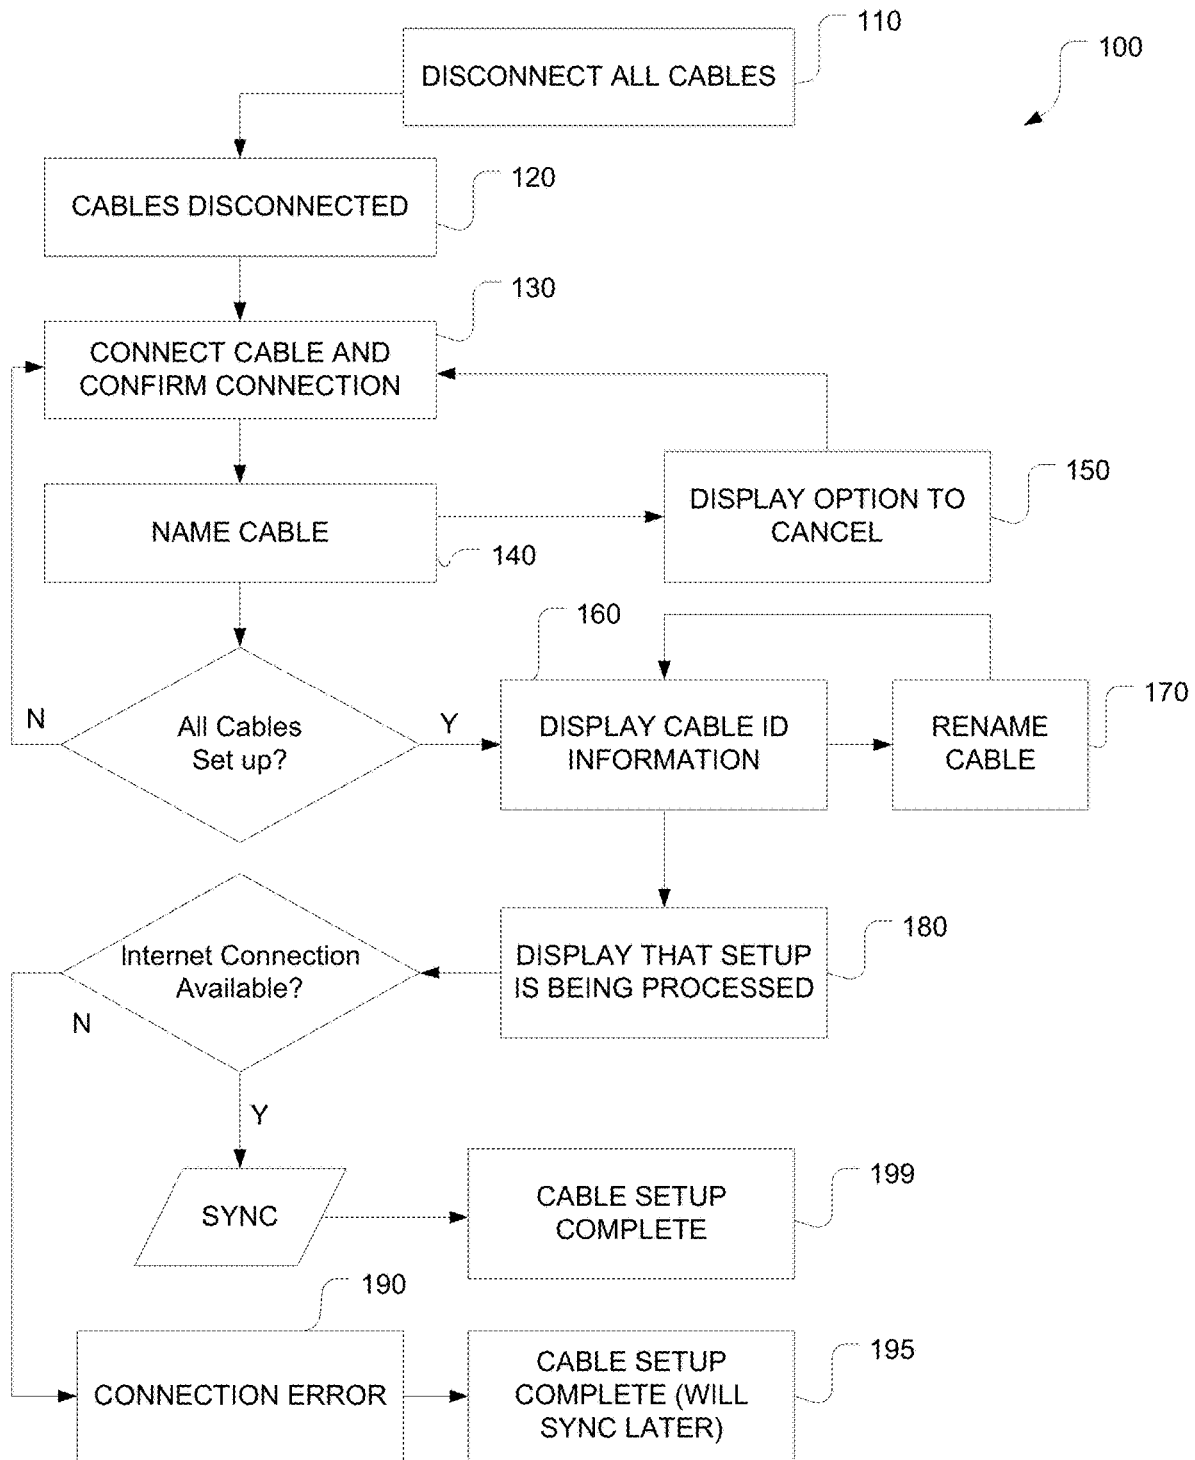 110
100
DISCONNECT ALL CABLES
120
CABLES DISCONNECTED
130
CONNECT CABLE AND
CONFIRM CONNECTION
150
DISPLAY OPTION TO
CANCEL
NAME CABLE
140
160
170
N
All Cables
Set up?
Y
DISPLAY CABLE ID
INFORMATION
RENAME
CABLE
180
Internet Connection
Available?
DISPLAY THAT SETUP
IS BEING PROCESSED
N
Y
199
SYNC
CABLE SETUP
COMPLETE
190
195
CONNECTION ERROR
CABLE SETUP
COMPLETE (WILL
SYNC LATER)